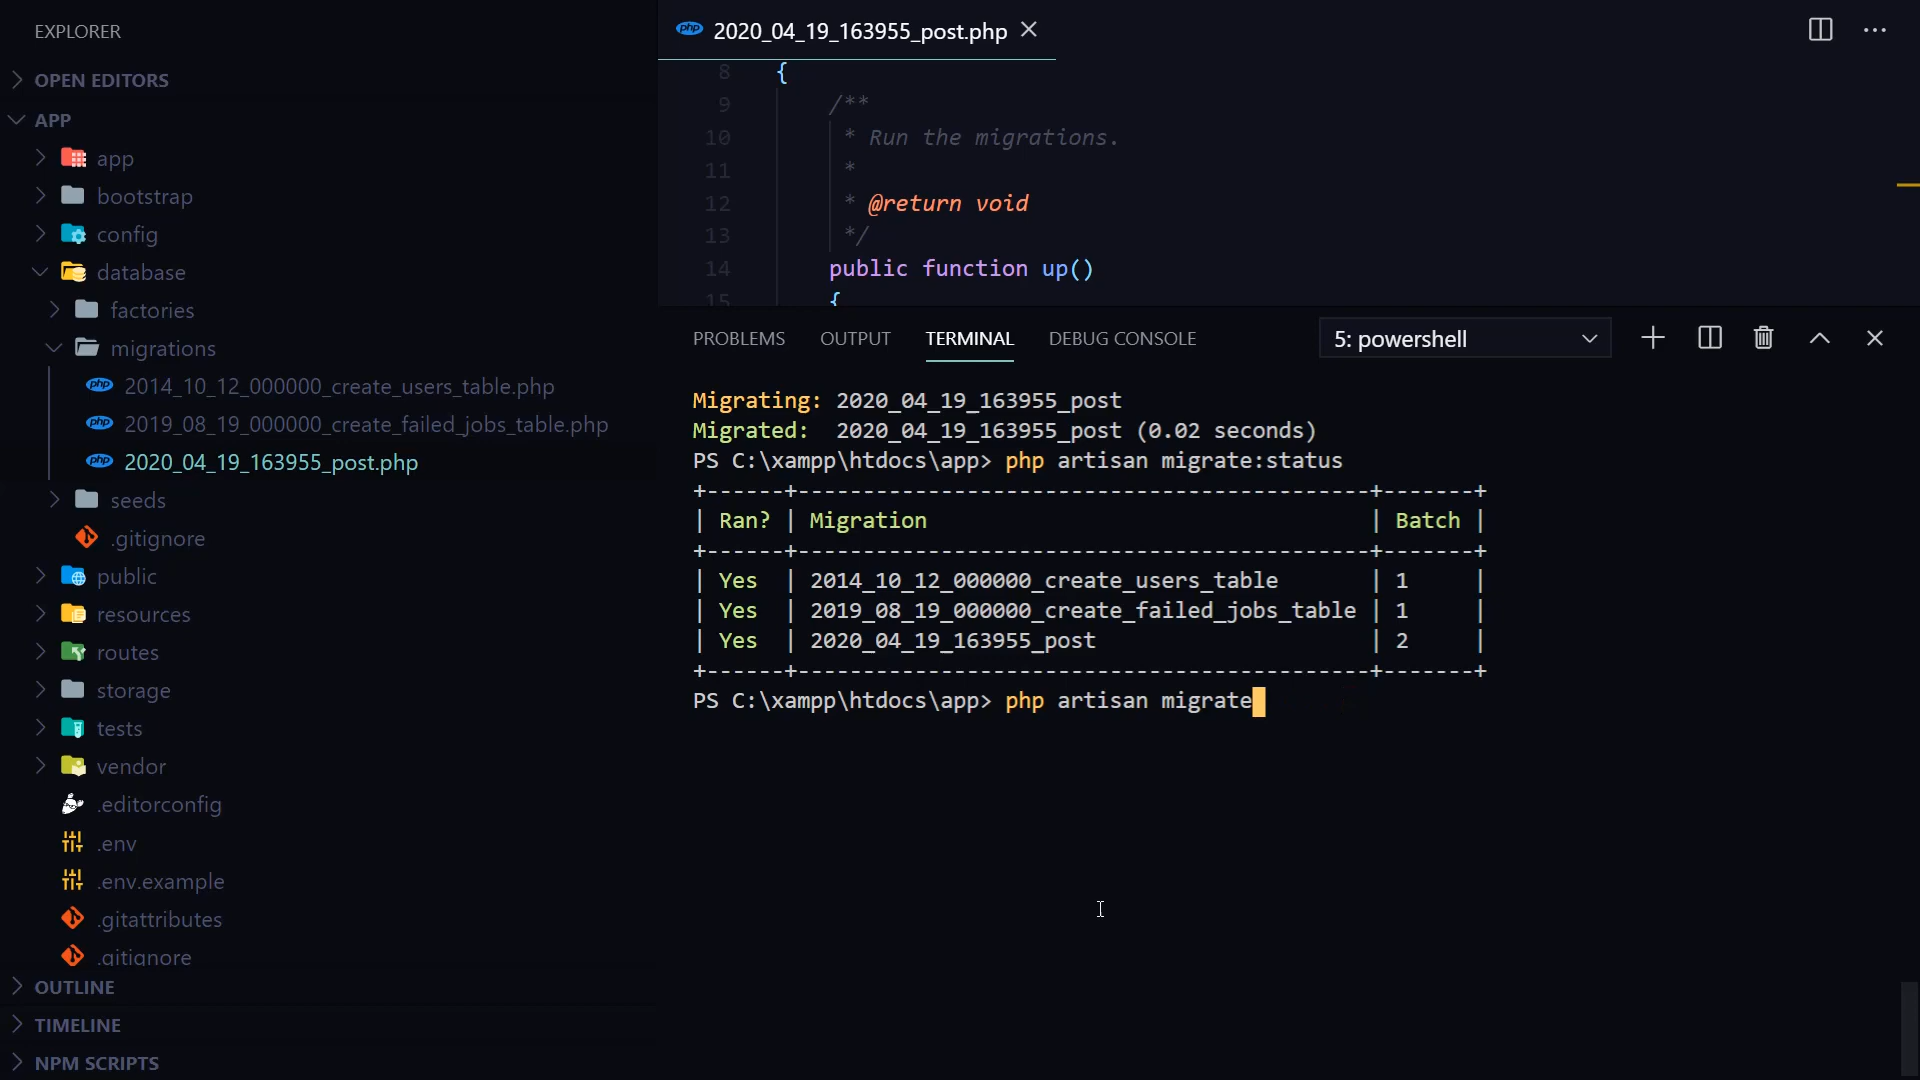 EXPLORER
OPEN EDITORS
APP
app
bootstrap
config
database
factories
migrations
php 2014_10_12_000000_create_users_table.php
php 2019_08_19_000000_create_failed_jobs_table.php
php 2020_04_19_163955_post.php
seeds
.gitignore
public
resources
routes
storage
tests
vendor
.editorconfig
.env
.env.example
.gitattributes
.gitignore
OUTLINE
TIMELINE
NPM SCRIPTS
php 2020_04_19_163955_post.php
8 {
9 /**
10 * Run the migrations.
11 *
12 * @return void
13 */
14 public function up()
15 {
PROBLEMS OUTPUT TERMINAL DEBUG CONSOLE 5: powershell
Migrating: 2020_04_19_163955_post
Migrated: 2020_04_19_163955_post (0.02 seconds)
PS C:\xampp\htdocs\app> php artisan migrate:status
+------+--------------------------------------------+-------+
| Ran? | Migration | Batch |
+------+--------------------------------------------+-------+
| Yes | 2014_10_12_000000_create_users_table | 1 |
| Yes | 2019_08_19_000000_create_failed_jobs_table | 1 |
| Yes | 2020_04_19_163955_post | 2 |
+------+--------------------------------------------+-------+
PS C:\xampp\htdocs\app> php artisan migrate